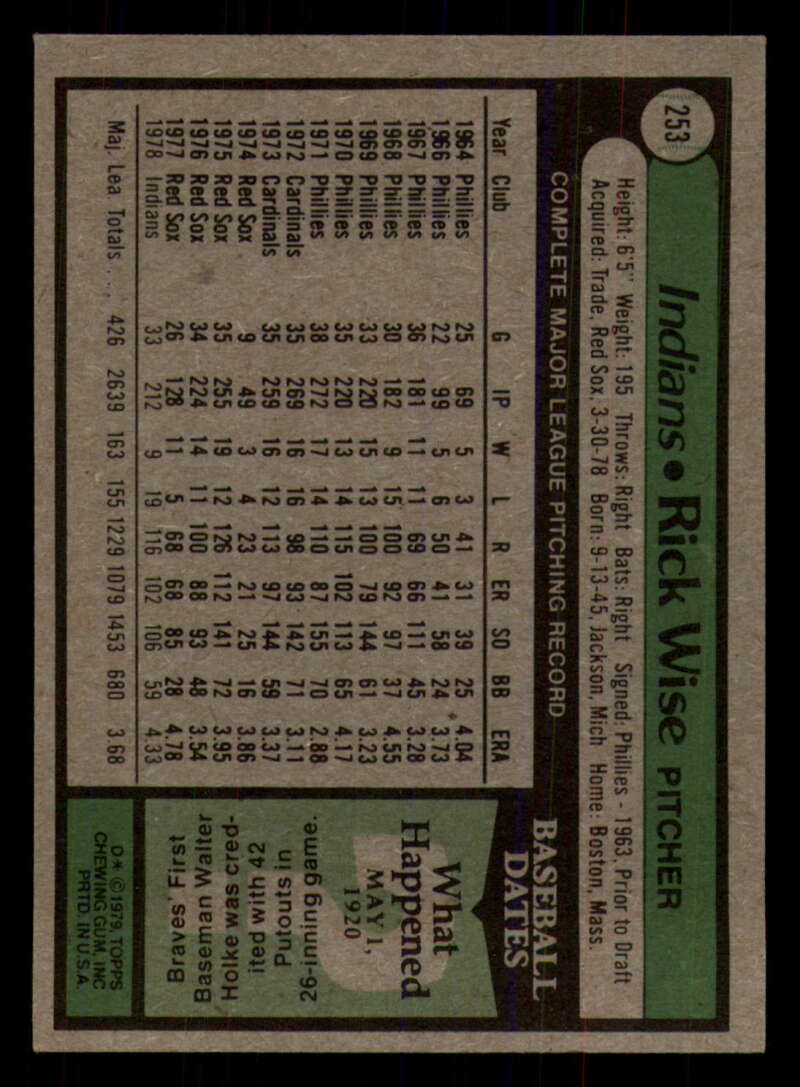 253
Indians • Rick Wise PITCHER
Height: 6'5" Weight: 195 Throws: Right Bats: Right Signed: Phillies - 1963, Prior to Draft
Acquired: Trade, Red Sox, 3-30-78 Born: 9-13-45, Jackson, Mich Home: Boston, Mass.
COMPLETE MAJOR LEAGUE PITCHING RECORD
Year Club G IP W L R ER SO BB ERA
1964 Phillies 25 69 5 3 41 31 39 25 4.04
1966 Phillies 22 99 5 6 50 41 58 24 3.73
1967 Phillies 36 181 11 11 69 66 111 45 3.28
1968 Phillies 30 182 9 15 100 92 97 37 4.55
1969 Phillies 33 220 15 13 100 79 144 61 3.23
1970 Phillies 35 220 13 14 115 102 113 65 4.17
1971 Phillies 38 272 17 14 110 87 155 70 2.88
1972 Cardinals 35 269 16 16 98 93 142 71 3.11
1973 Cardinals 35 259 16 12 113 97 144 59 3.37
1974 Red Sox 9 49 3 4 23 21 25 16 3.86
1975 Red Sox 35 255 19 12 126 112 141 72 3.95
1976 Red Sox 34 224 14 11 100 88 93 48 3.54
1977 Red Sox 26 128 11 5 68 68 85 28 4.78
1978 Indians 33 212 9 19 116 102 106 59 4.33
Maj. Lea Totals ... 426 2639 163 155 1229 1079 1453 680 3.68
BASEBALL
DATES
What
Happened
MAY 1,
1920
Braves' First
Baseman Walter
Holke was cred-
ited with 42
Putouts in
26-inning game.
D* © 1979, TOPPS
CHEWING GUM, INC
PRTD. IN U.S.A.